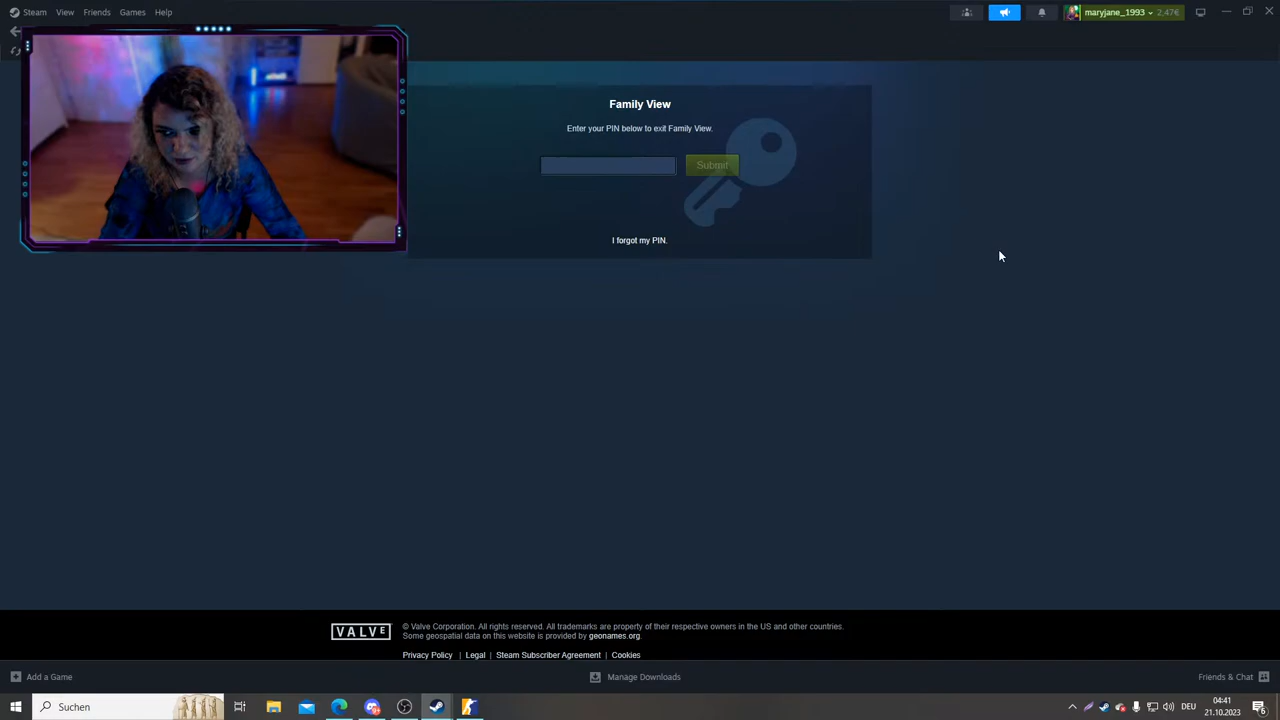 Steam View Friends Games Help
maryjane_1993 2.47€
Family View
Enter your PIN below to exit Family View.
Submit
I forgot my PIN.
VALVE
© Valve Corporation. All rights reserved. All trademarks are property of their respective owners in the US and other countries.
Some geospatial data on this website is provided by geonames.org.
Privacy Policy | Legal | Steam Subscriber Agreement | Cookies
Add a Game
Manage Downloads
Friends & Chat
Suchen
04:41
21.10.2023